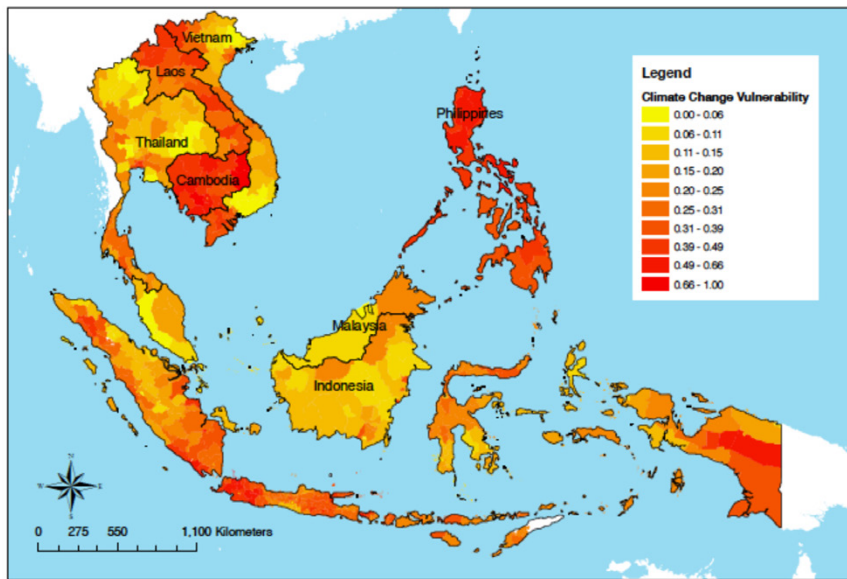 Vietnam
Laos
Thailand
Cambodia
Philippines
Malaysia
Indonesia
Legend
Climate Change Vulnerability
0.00 - 0.06
0.06 - 0.11
0.11 - 0.15
0.15 - 0.20
0.20 - 0.25
0.25 - 0.31
0.31 - 0.39
0.39 - 0.49
0.49 - 0.66
0.66 - 1.00
N
W E
S
0 275 550 1,100 Kilometers